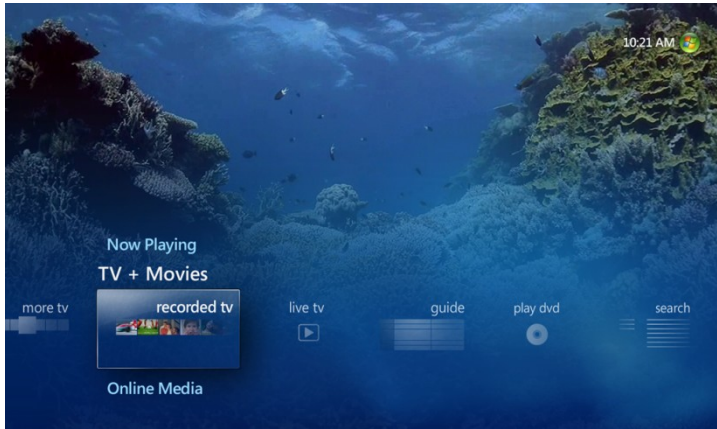 10:21 AM
Now Playing
TV + Movies
more tv
recorded tv
live tv
guide
play dvd
search
Online Media